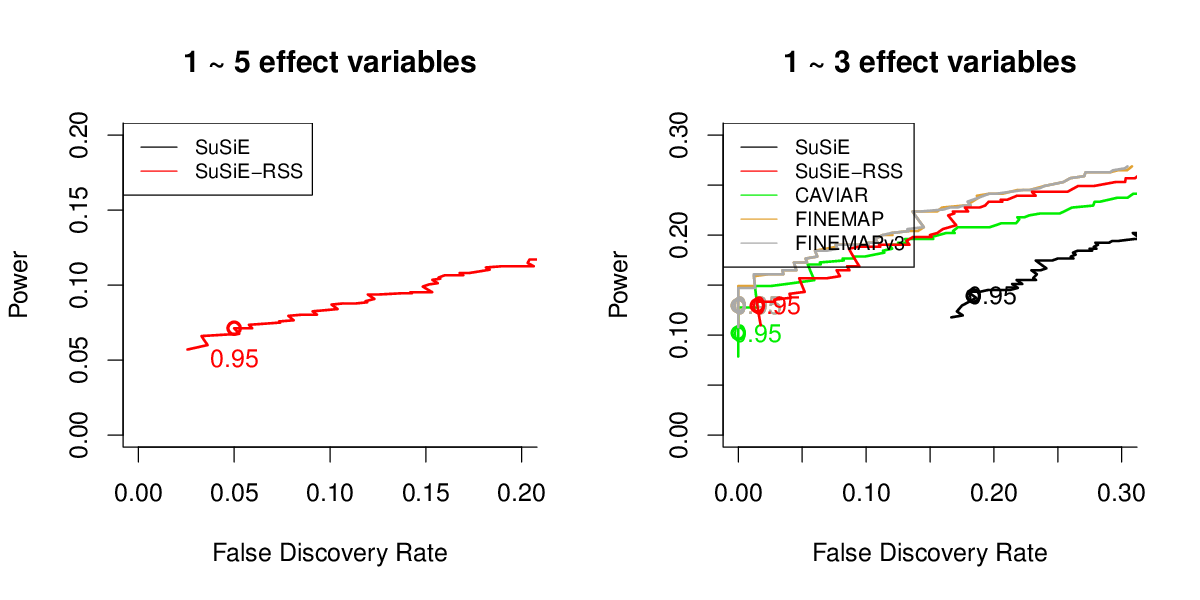 1 ~ 5 effect variables
Power
0.20
0.15
0.10
0.05
0.00
SuSiE
SuSiE−RSS
0.95
0.00 0.05 0.10 0.15 0.20
False Discovery Rate
1 ~ 3 effect variables
Power
0.30
0.20
0.10
0.00
SuSiE
SuSiE−RSS
CAVIAR
FINEMAP
FINEMAPv3
0.95
0.95
0.95
0.00 0.10 0.20 0.30
False Discovery Rate